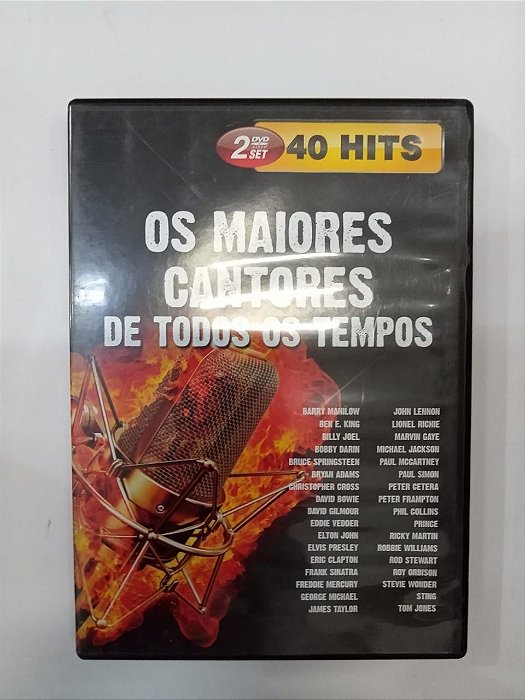 2 DVD VIDEO SET 40 HITS
OS MAIORES
CANTORES
DE TODOS OS TEMPOS
BARRY MANILOW
BEN E. KING
BILLY JOEL
BOBBY DARIN
BRUCE SPRINGSTEEN
BRYAN ADAMS
CHRISTOPHER CROSS
DAVID BOWIE
DAVID GILMOUR
EDDIE VEDDER
ELTON JOHN
ELVIS PRESLEY
ERIC CLAPTON
FRANK SINATRA
FREDDIE MERCURY
GEORGE MICHAEL
JAMES TAYLOR
JOHN LENNON
LIONEL RICHIE
MARVIN GAYE
MICHAEL JACKSON
PAUL MCCARTNEY
PAUL SIMON
PETER CETERA
PETER FRAMPTON
PHIL COLLINS
PRINCE
RICKY MARTIN
ROBBIE WILLIAMS
ROD STEWART
ROY ORBISON
STEVIE WONDER
STING
TOM JONES